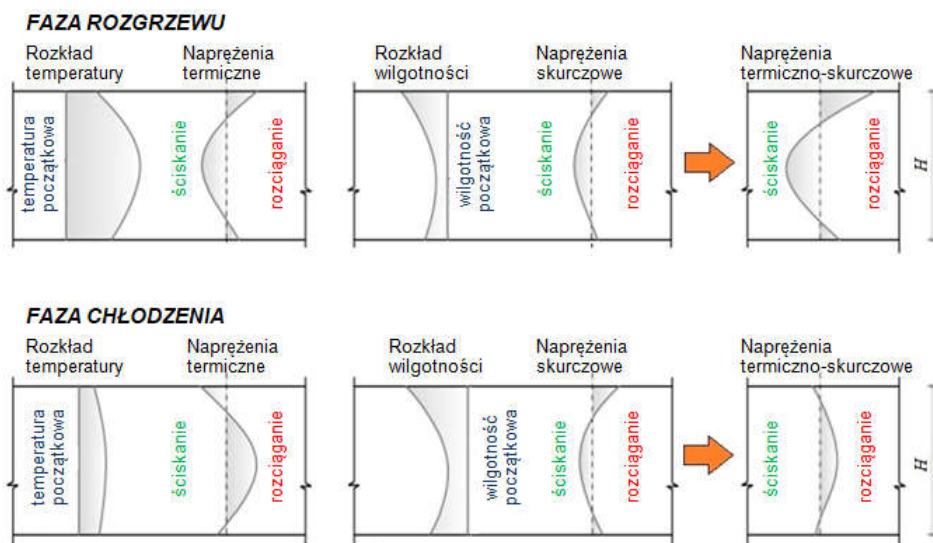 FAZA ROZGRZEWU
Rozkład
temperatury
Naprężenia
termiczne
Rozkład
wilgotności
Naprężenia
skurczowe
Naprężenia
termiczno-skurczowe
temperatura
początkowa
ściskanie
rozciąganie
wilgotność
początkowa
ściskanie
rozciąganie
ściskanie
rozciąganie
H
FAZA CHŁODZENIA
Rozkład
temperatury
Naprężenia
termiczne
Rozkład
wilgotności
Naprężenia
skurczowe
Naprężenia
termiczno-skurczowe
temperatura
początkowa
ściskanie
rozciąganie
wilgotność
początkowa
ściskanie
rozciąganie
ściskanie
rozciąganie
H